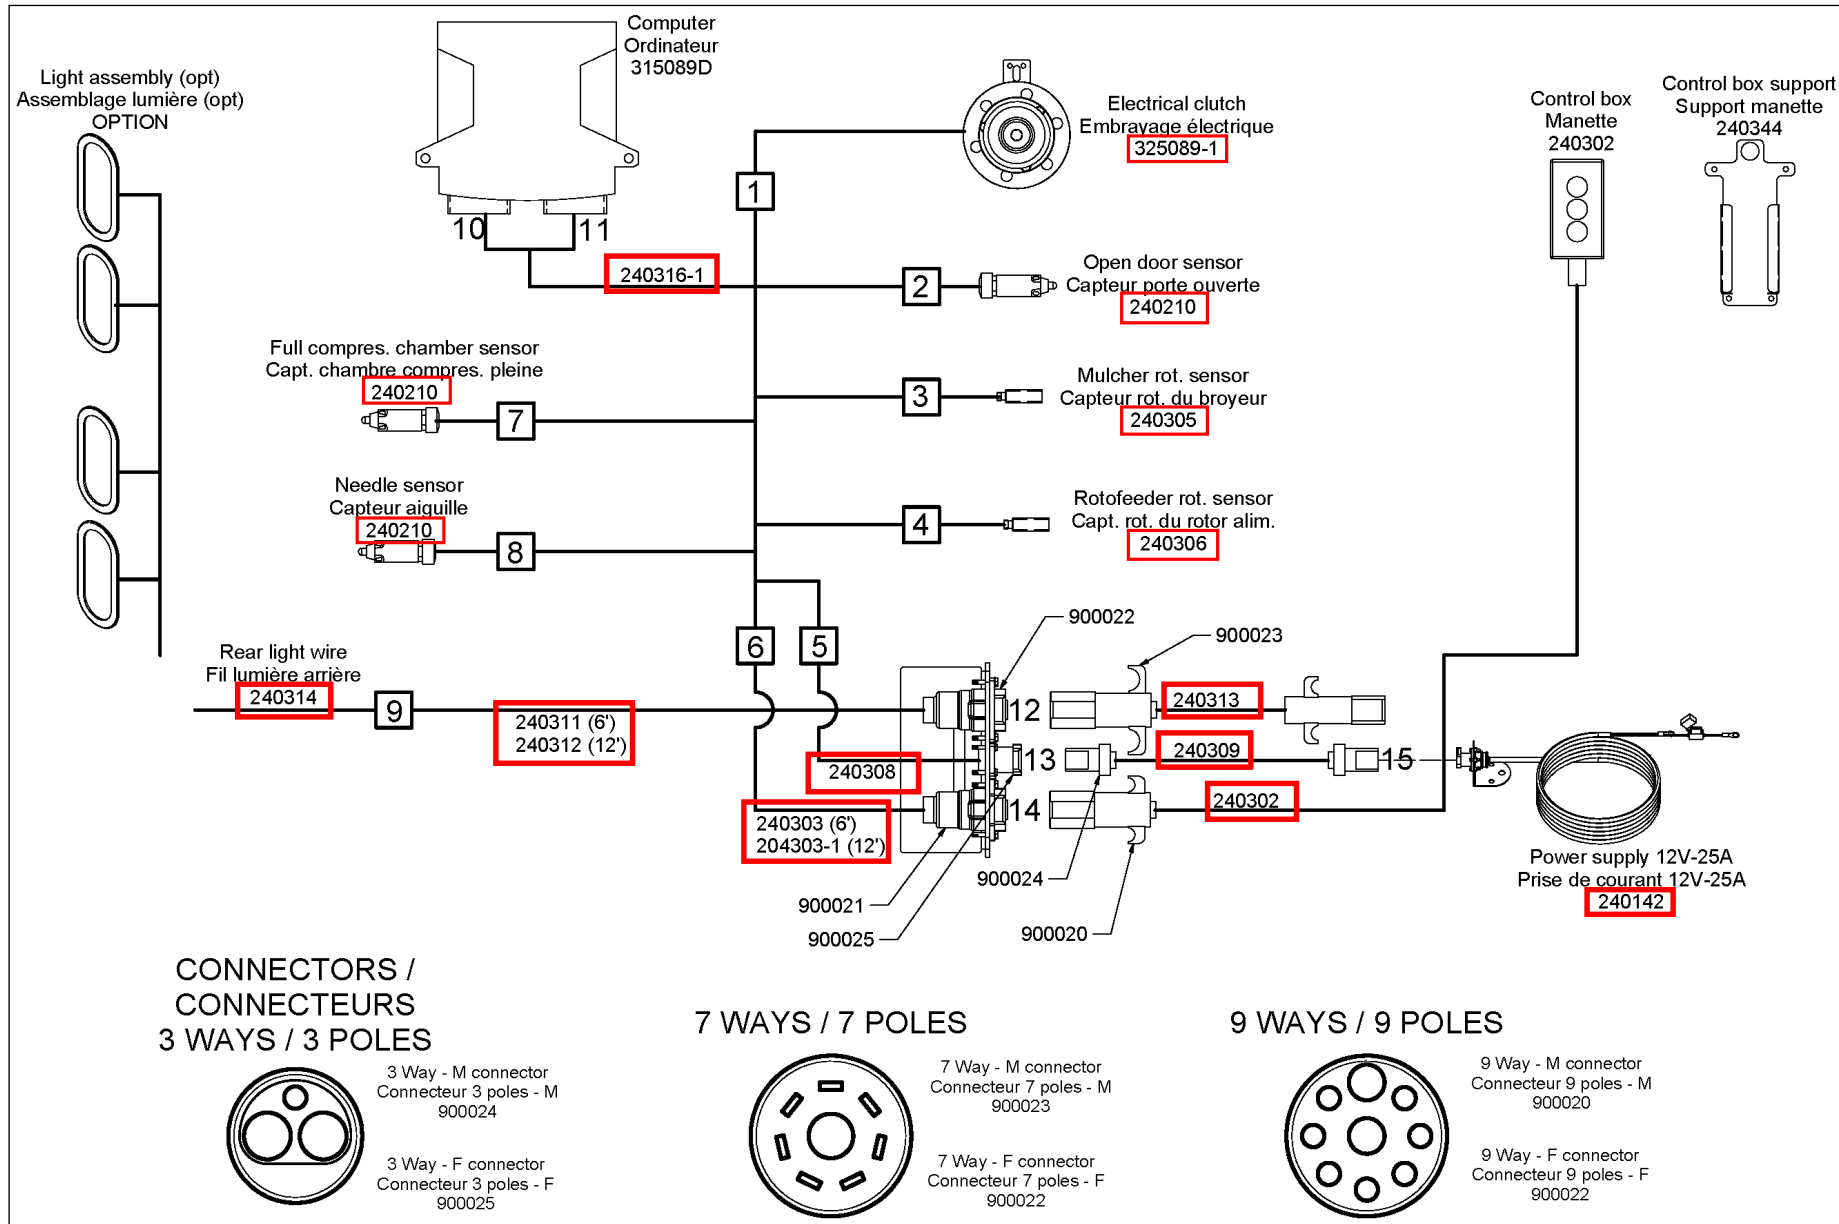 Computer
Ordinateur
315089D
Light assembly (opt)
Assemblage lumière (opt)
OPTION
Electrical clutch
Embrayage électrique
325089-1
Control box
Manette
240302
Control box support
Support manette
240344
1
10
11
240316-1
2
Open door sensor
Capteur porte ouverte
240210
Full compres. chamber sensor
Capt. chambre compres. pleine
240210
7
3
Mulcher rot. sensor
Capteur rot. du broyeur
240305
Needle sensor
Capteur aiguille
240210
8
4
Rotofeeder rot. sensor
Capt. rot. du rotor alim.
240306
6
5
900022
900023
Rear light wire
Fil lumière arrière
240314
9
240311 (6')
240312 (12')
12
240313
240308
13
240309
15
240303 (6')
204303-1 (12')
14
240302
900024
900021
900025
900020
Power supply 12V-25A
Prise de courant 12V-25A
240142
CONNECTORS /
CONNECTEURS
3 WAYS / 3 POLES
3 Way - M connector
Connecteur 3 poles - M
900024
3 Way - F connector
Connecteur 3 poles - F
900025
7 WAYS / 7 POLES
7 Way - M connector
Connecteur 7 poles - M
900023
7 Way - F connector
Connecteur 7 poles - F
900022
9 WAYS / 9 POLES
9 Way - M connector
Connecteur 9 poles - M
900020
9 Way - F connector
Connecteur 9 poles - F
900022